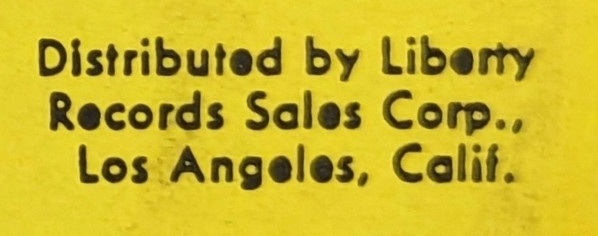 Distributed by Liberty
Records Sales Corp.,
Los Angeles, Calif.